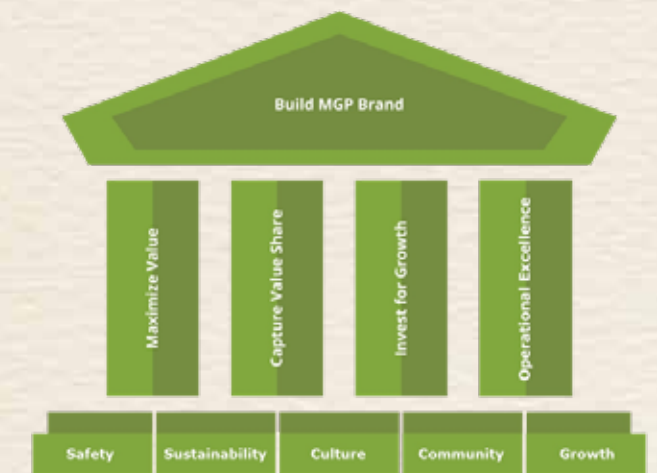 Build MGP Brand
Maximize Value
Capture Value Share
Invest for Growth
Operational Excellence
Safety
Sustainability
Culture
Community
Growth